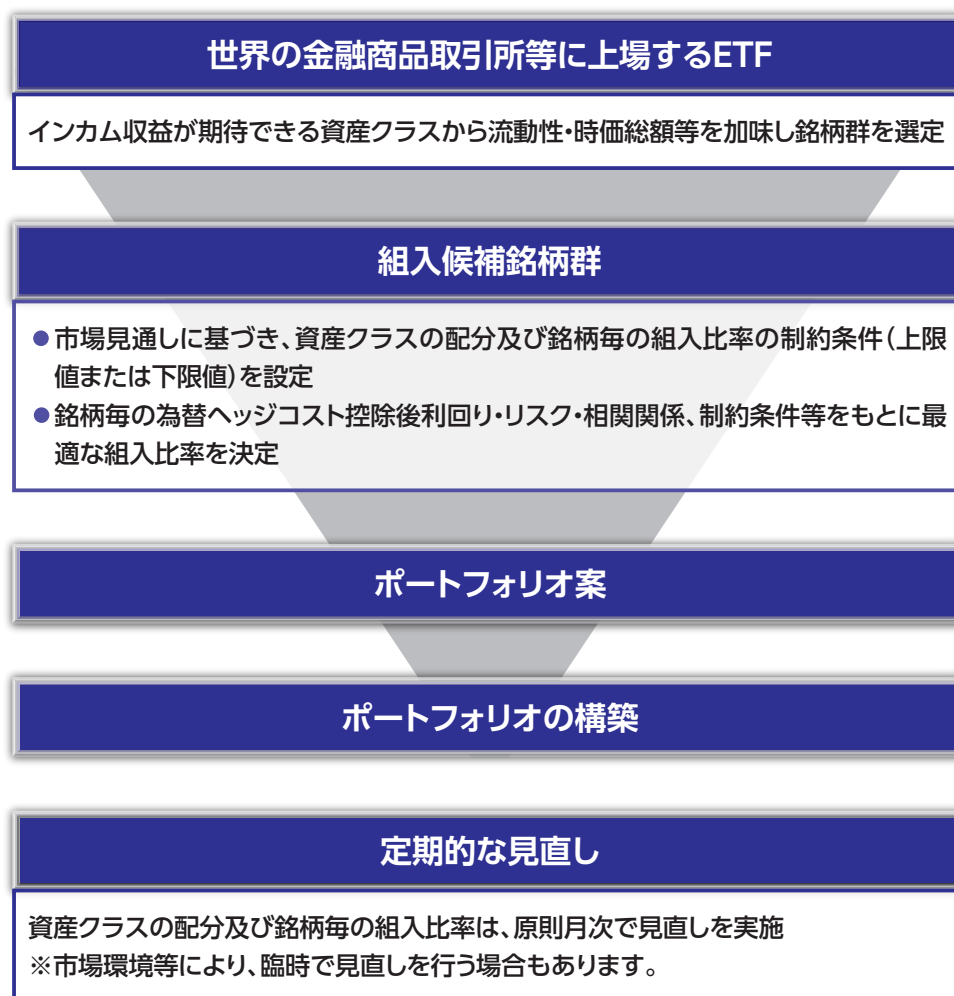 世界の金融商品取引所等に上場するETF
インカム収益が期待できる資産クラスから流動性・時価総額等を加味し銘柄群を選定
組入候補銘柄群
●市場見通しに基づき、資産クラスの配分及び銘柄毎の組入比率の制約条件(上限
値または下限値)を設定
●銘柄毎の為替ヘッジコスト控除後利回り・リスク・相関関係、制約条件等をもとに最
適な組入比率を決定
ポートフォリオ案
ポートフォリオの構築
定期的な見直し
資産クラスの配分及び銘柄毎の組入比率は、原則月次で見直しを実施
※市場環境等により、臨時で見直しを行う場合もあります。